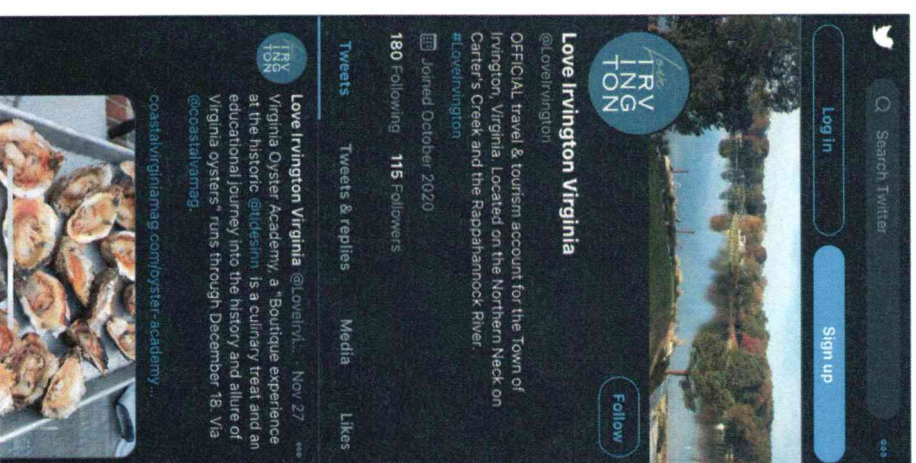 Search Twitter
Log in
Sign up
Love
IRV
ING
TON
Follow
Love Irvington Virginia
@LoveIrvington
OFFICIAL travel & tourism account for the Town of
Irvington, Virginia. Located on the Northern Neck on
Carter's Creek and the Rappahannock River.
#LoveIrvington
Joined October 2020
180 Following 115 Followers
Tweets Tweets & replies Media Likes
IRV
ING
TON
Love Irvington Virginia @LoveIrvi... · Nov 27
Virginia Oyster Academy, a "Boutique experience
at the historic @tidesinn is a culinary treat and an
educational journey into the history and allure of
Virginia oysters" runs through December 18. Via
@coastalvamag.
coastalvirginiamag.com/oyster-academy...